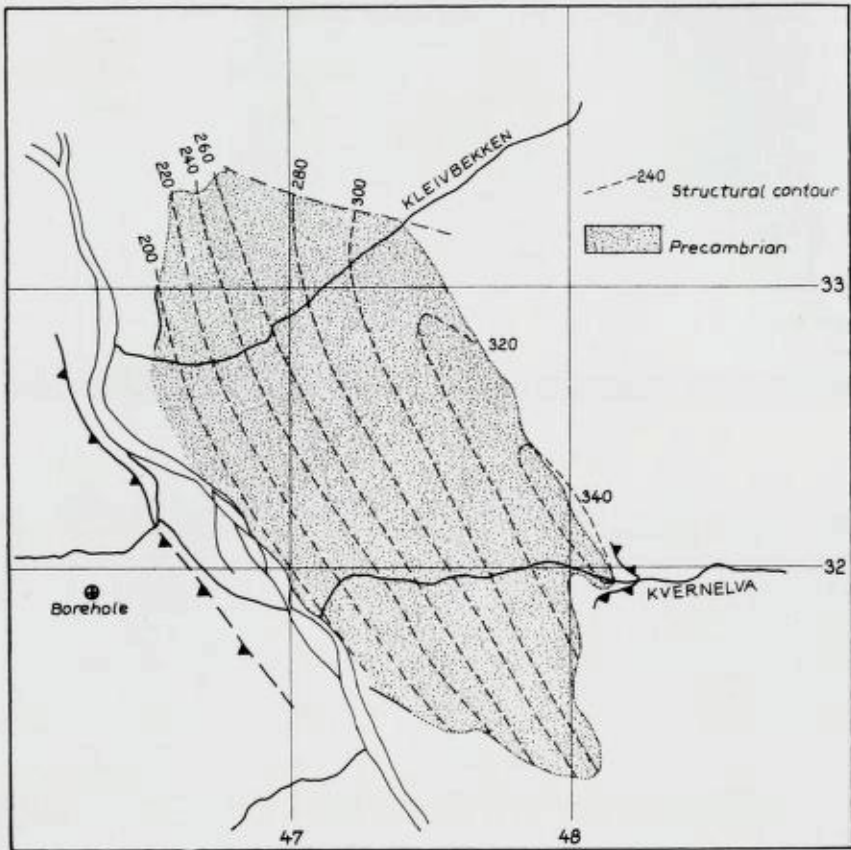 KLEIVBEKKEN
260
240
220
280
300
200
240 Structural contour
Precambrian
33
320
340
32
KVERNELVA
Borehole
47
48